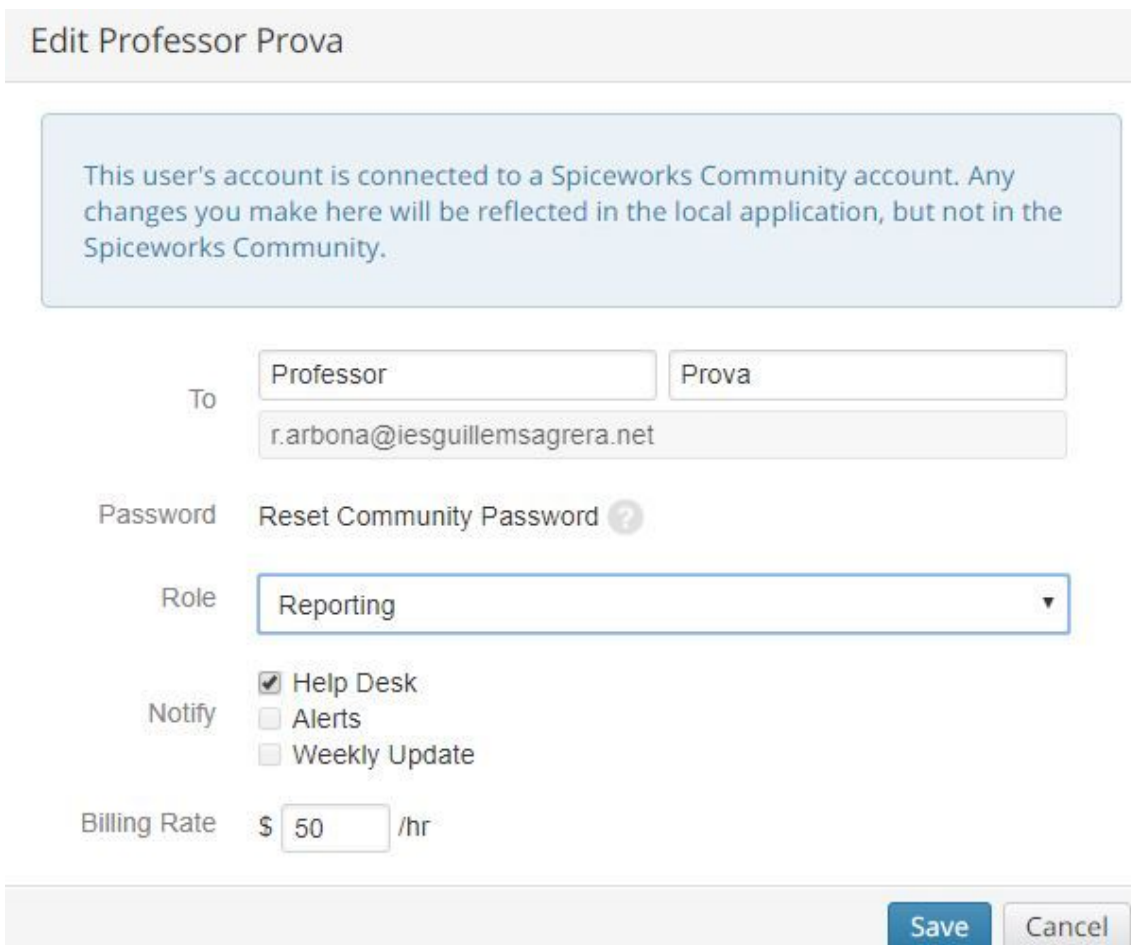 Edit Professor Prova
This user's account is connected to a Spiceworks Community account. Any
changes you make here will be reflected in the local application, but not in the
Spiceworks Community.
To Professor Prova
r.arbona@iesguillemsagrera.net
Password Reset Community Password ?
Role Reporting
Help Desk
Notify Alerts
Weekly Update
Billing Rate $ 50 /hr
Save Cancel